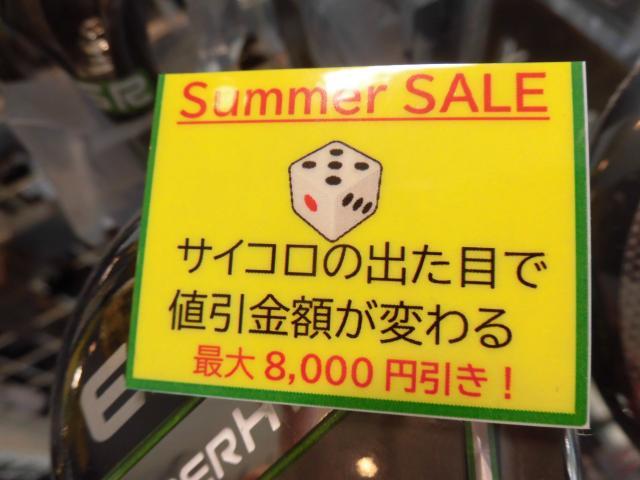 SR
Summer SALE
サイコロの出た目で
値引金額が変わる
最大 8,000 円引き!